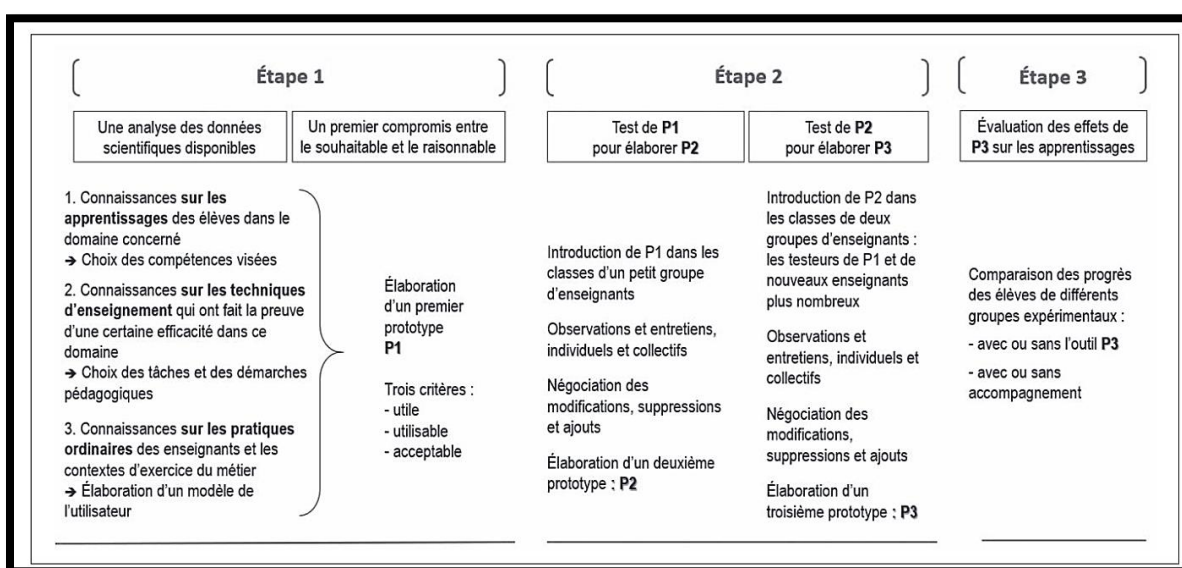 Étape 1
Une analyse des données
scientifiques disponibles
Un premier compromis entre
le souhaitable et le raisonnable
1. Connaissances sur les
apprentissages des élèves dans le
domaine concerné
→ Choix des compétences visées
2. Connaissances sur les techniques
d'enseignement qui ont fait la preuve
d'une certaine efficacité dans ce
domaine
→ Choix des tâches et des démarches
pédagogiques
3. Connaissances sur les pratiques
ordinaires des enseignants et les
contextes d'exercice du métier
→ Élaboration d'un modèle de
l'utilisateur
Élaboration
d'un premier
prototype
P1
Trois critères :
- utile
- utilisable
- acceptable
Étape 2
Test de P1
pour élaborer P2
Test de P2
pour élaborer P3
Introduction de P1 dans les
classes d'un petit groupe
d'enseignants
Observations et entretiens,
individuels et collectifs
Négociation des
modifications, suppressions
et ajouts
Élaboration d'un deuxième
prototype : P2
Introduction de P2 dans
les classes de deux
groupes d'enseignants :
les testeurs de P1 et de
nouveaux enseignants
plus nombreux
Observations et
entretiens, individuels et
collectifs
Négociation des
modifications,
suppressions et ajouts
Élaboration d'un
troisième prototype : P3
Étape 3
Évaluation des effets de
P3 sur les apprentissages
Comparaison des progrès
des élèves de différents
groupes expérimentaux :
- avec ou sans l'outil P3
- avec ou sans
accompagnement